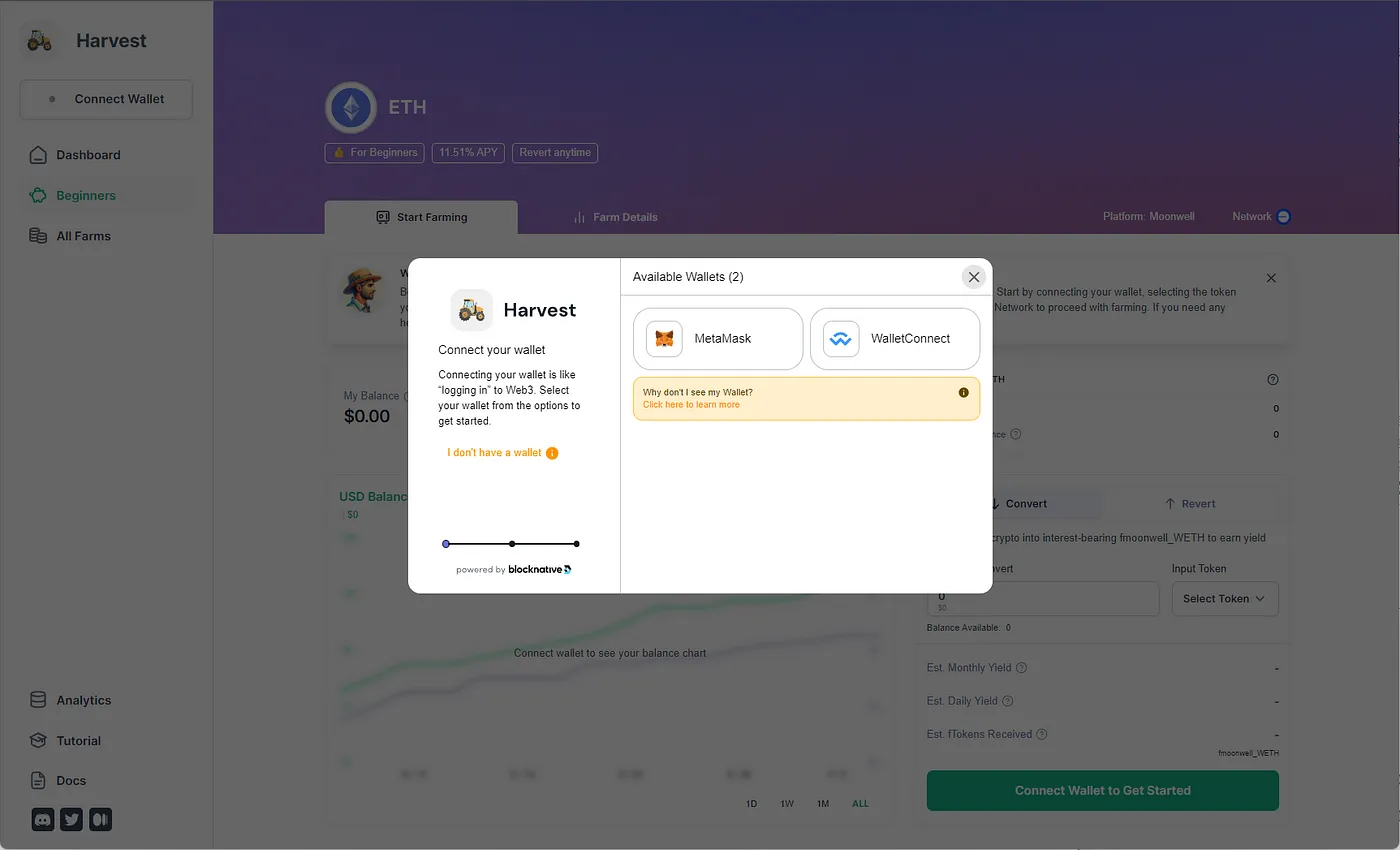 Harvest
Connect Wallet
Dashboard
Beginners
All Farms
Analytics
Tutorial
Docs
ETH
For Beginners
11.51% APY
Revert anytime
Start Farming
Farm Details
Platform: Moonwell
Network
Start by connecting your wallet, selecting the token
Network to proceed with farming. If you need any
My Balance
$0.00
TH
0
0
USD Balanc
$0
Connect wallet to see your balance chart
1D
1W
1M
ALL
Convert
Revert
crypto into interest-bearing fmoonwell_WETH to earn yield
Input Token
0
$0
Select Token
Balance Available: 0
Est. Monthly Yield
-
Est. Daily Yield
-
Est. fTokens Received
-
fmoonwell_WETH
Connect Wallet to Get Started
Harvest
Connect your wallet
Connecting your wallet is like
“logging in” to Web3. Select
your wallet from the options to
get started.
I don't have a wallet
powered by blocknative
Available Wallets (2)
MetaMask
WalletConnect
Why don't I see my Wallet?
Click here to learn more